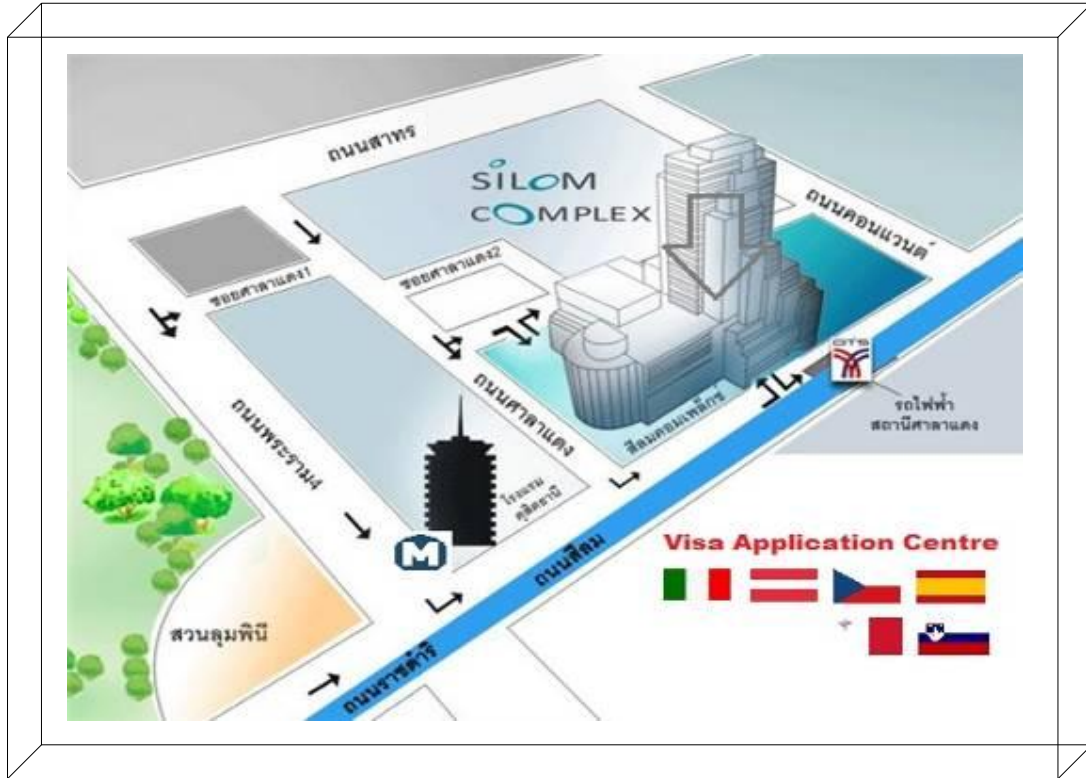 ถนนสาทร
SILOM
COMPLEX
ถนนคอนแวนต์
ซอยศาลาแดง1
ซอยศาลาแดง2
BTS
รถไฟฟ้า
สถานีศาลาแดง
ถนนพระราม4
ถนนศาลาแดง
สีลมคอมเพล็กซ
โรงแรม
ดุสิตธานี
M
ถนนสีลม
Visa Application Centre
สวนลุมพินี
ถนนราชดำริ